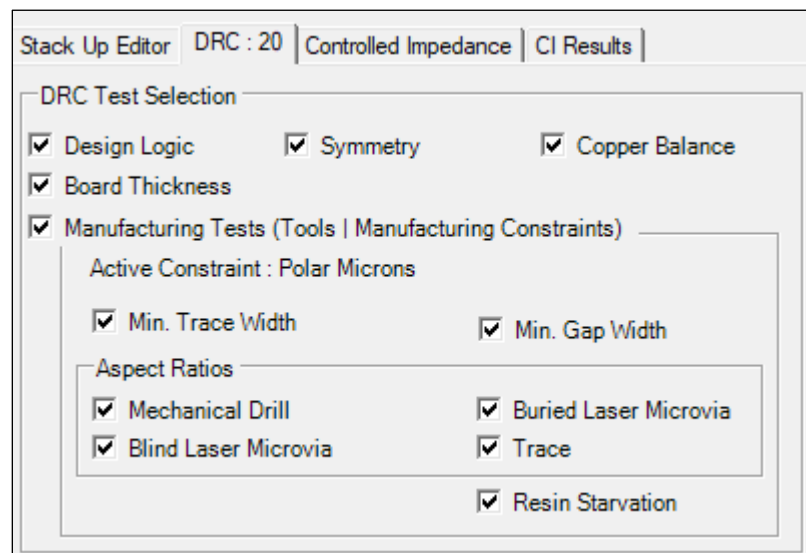 Stack Up Editor DRC : 20 Controlled Impedance CI Results
DRC Test Selection
Design Logic Symmetry Copper Balance
Board Thickness
Manufacturing Tests (Tools | Manufacturing Constraints)
Active Constraint : Polar Microns
Min. Trace Width Min. Gap Width
Aspect Ratios
Mechanical Drill Buried Laser Microvia
Blind Laser Microvia Trace
Resin Starvation